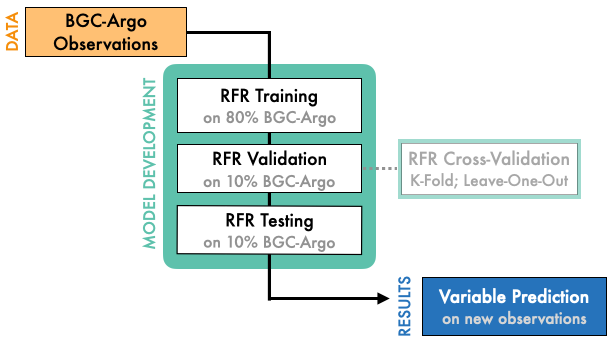 DATA
BGC-Argo
Observations
MODEL DEVELOPMENT
RFR Training
on 80% BGC-Argo
RFR Validation
on 10% BGC-Argo
RFR Cross-Validation
K-Fold; Leave-One-Out
RFR Testing
on 10% BGC-Argo
RESULTS
Variable Prediction
on new observations